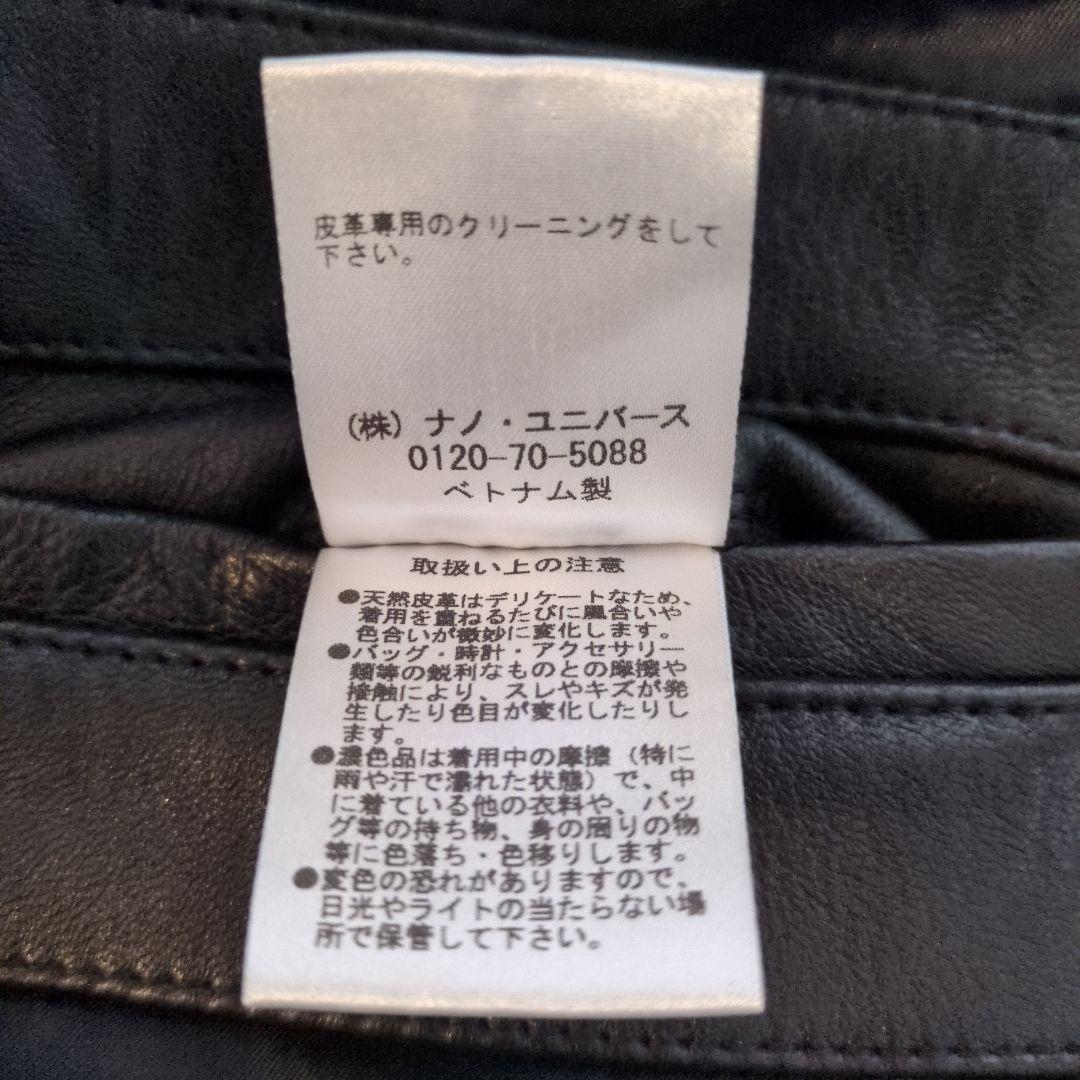 皮革専用のクリーニングをして
下さい。
(株) ナノ・ユニバース
0120-70-5088
ベトナム製
取扱い上の注意
●天然皮革はデリケートなため、
着用を重ねるたびに風合いや
色合いが微妙に変化します。
●バッグ・時計・アクセサリー
類等の鋭利なものとの摩擦や
接触により、スレやキズが発
生したり色目が変化したりし
ます。
●濃色品は着用中の摩擦 (特に
雨や汗で濡れた状態) で、中
に着ている他の衣料や、バッ
グ等の持ち物、身の周りの物
等に色落ち・色移りします。
●変色の恐れがありますので、
日光やライトの当たらない場
所で保管して下さい。